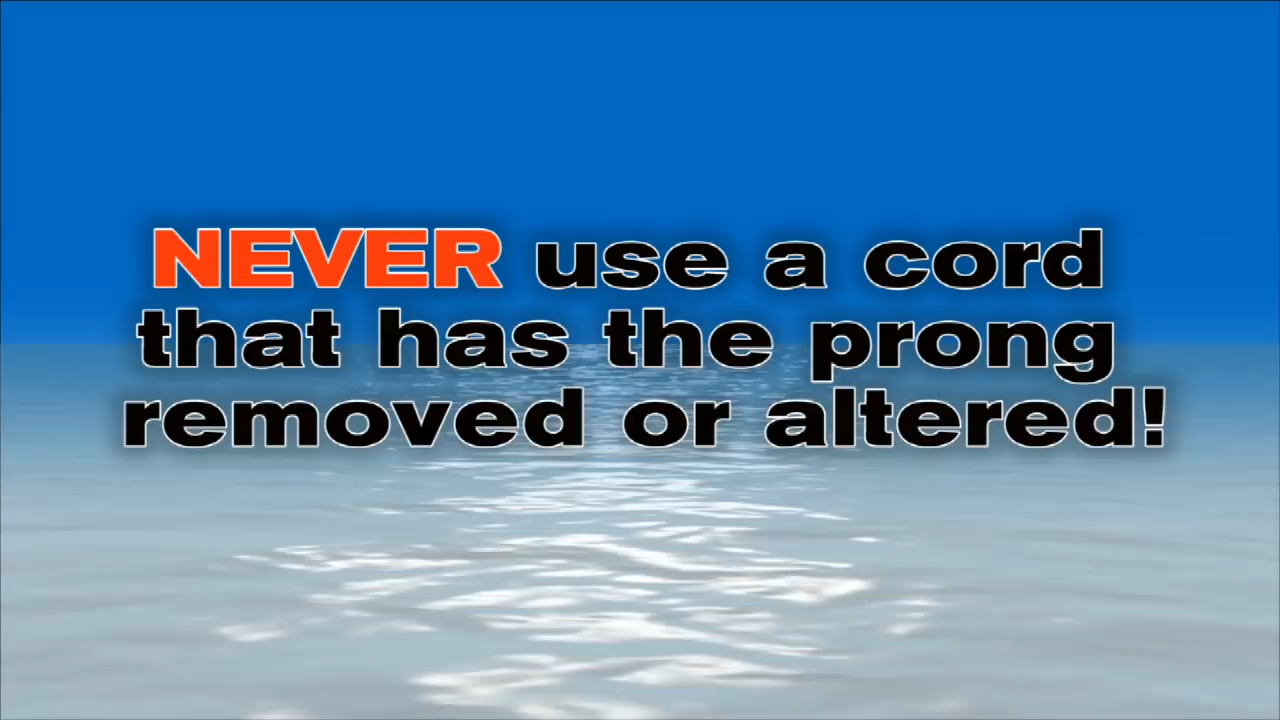 NEVER use a cord
that has the prong
removed or altered!